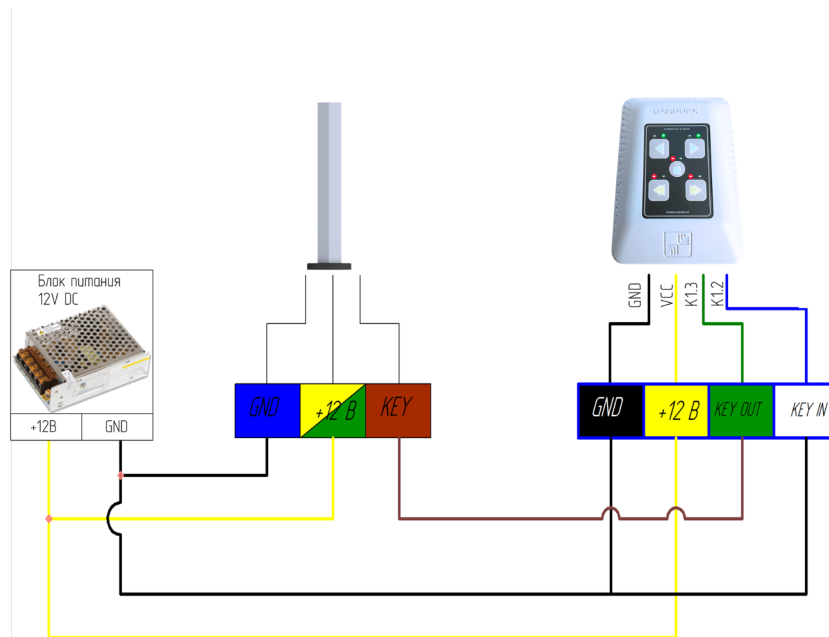 CARDDEX
GND
VCC
K1.3
K1.2
Блок питания
12V DC
GND
+12 В
KEY
GND
+12 В
KEY OUT
KEY IN
+12В
GND